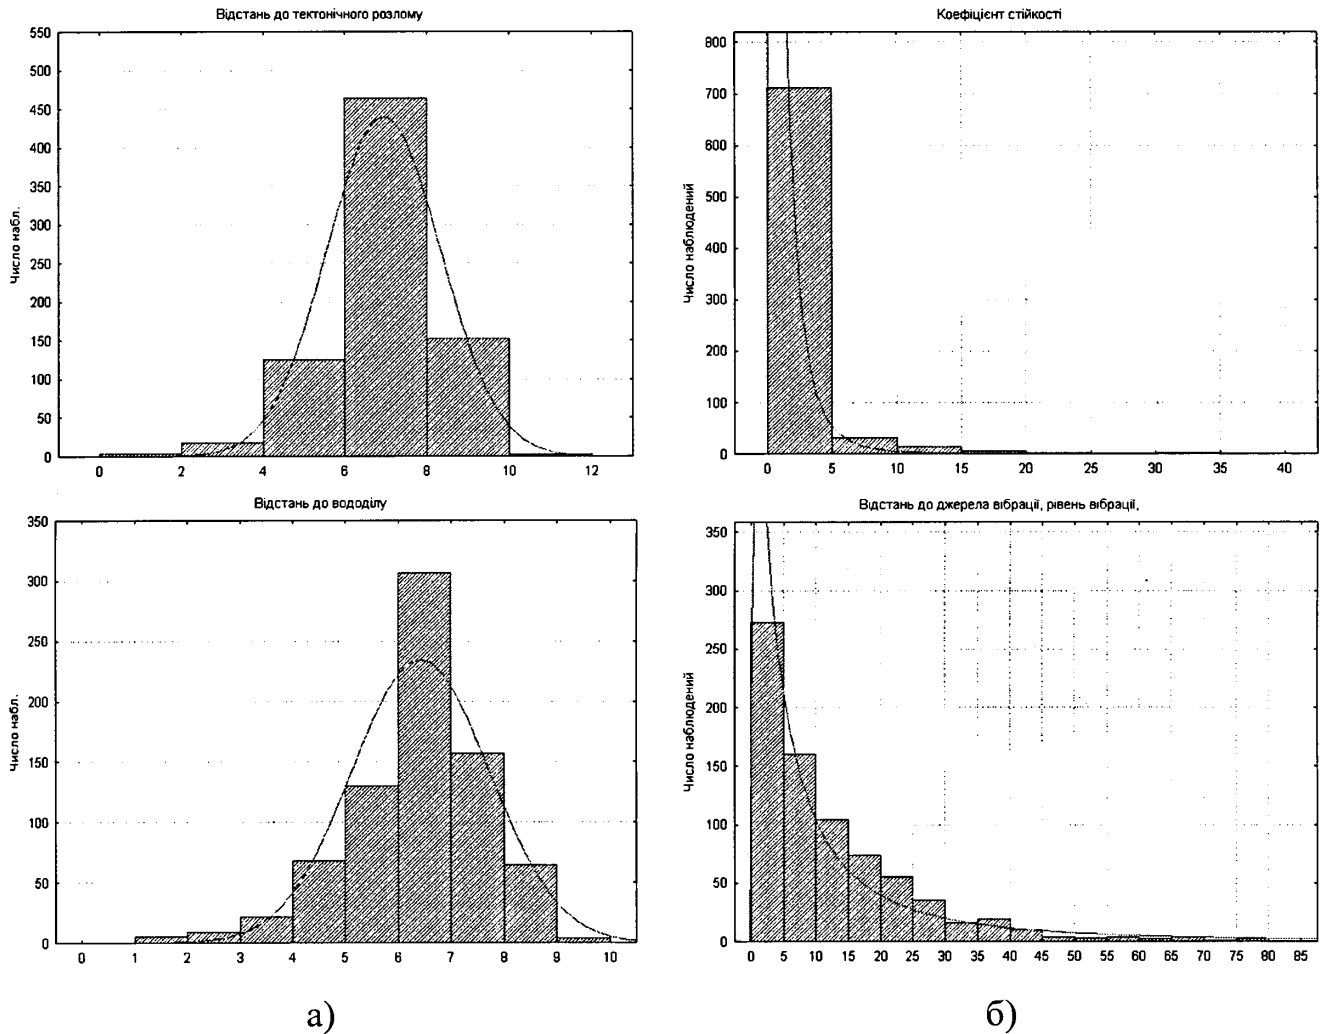 Відстань до тектонічного розлому
550
500
450
400
350
300
250
200
150
100
50
0
Число набл.
0 2 4 6 8 10 12
Коефіцієнт стійкості
800
700
600
500
400
300
200
100
0
Число наблюдений
0 5 10 15 20 25 30 35 40
Відстань до вододілу
350
300
250
200
150
100
50
0
Число набл.
0 1 2 3 4 5 6 7 8 9 10
Відстань до джерела вібрації, рівень вібрації,
350
300
250
200
150
100
50
0
Число наблюдений
0 5 10 15 20 25 30 35 40 45 50 55 60 65 70 75 80 85
а)
б)